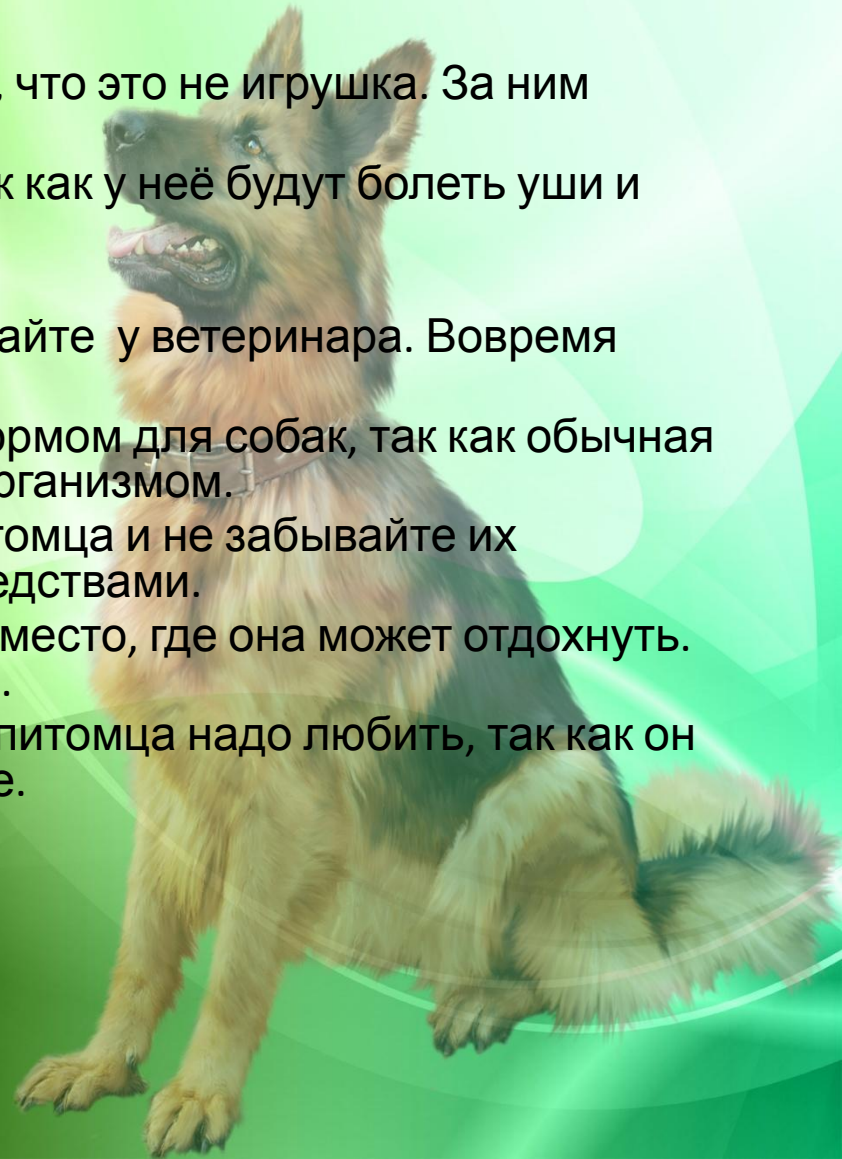 , что это не игрушка. За ним
к как у неё будут болеть уши и
айте у ветеринара. Вовремя
ормом для собак, так как обычная
рганизмом.
томца и не забывайте их
едствами.
место, где она может отдохнуть.
.
питомца надо любить, так как он
е.